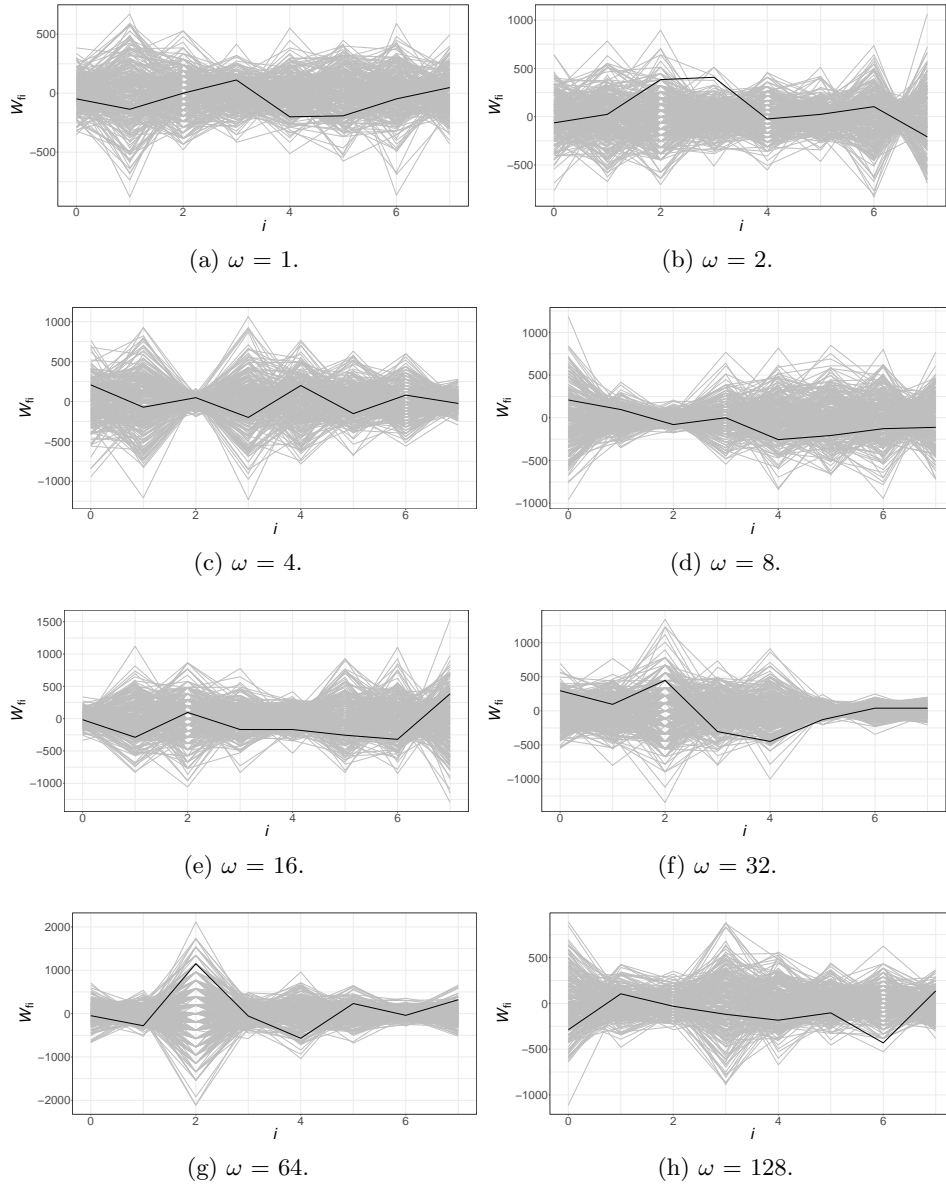 500
0
−500
W_fi
0 2 4 6
i
(a) ω = 1.
1000
500
0
−500
W_fi
0 2 4 6
i
(b) ω = 2.
1000
500
0
−500
−1000
W_fi
0 2 4 6
i
(c) ω = 4.
1000
500
0
−500
−1000
W_fi
0 2 4 6
i
(d) ω = 8.
1500
1000
500
0
−500
−1000
W_fi
0 2 4 6
i
(e) ω = 16.
1000
500
0
−500
−1000
W_fi
0 2 4 6
i
(f) ω = 32.
2000
1000
0
−1000
−2000
W_fi
0 2 4 6
i
(g) ω = 64.
500
0
−500
−1000
W_fi
0 2 4 6
i
(h) ω = 128.